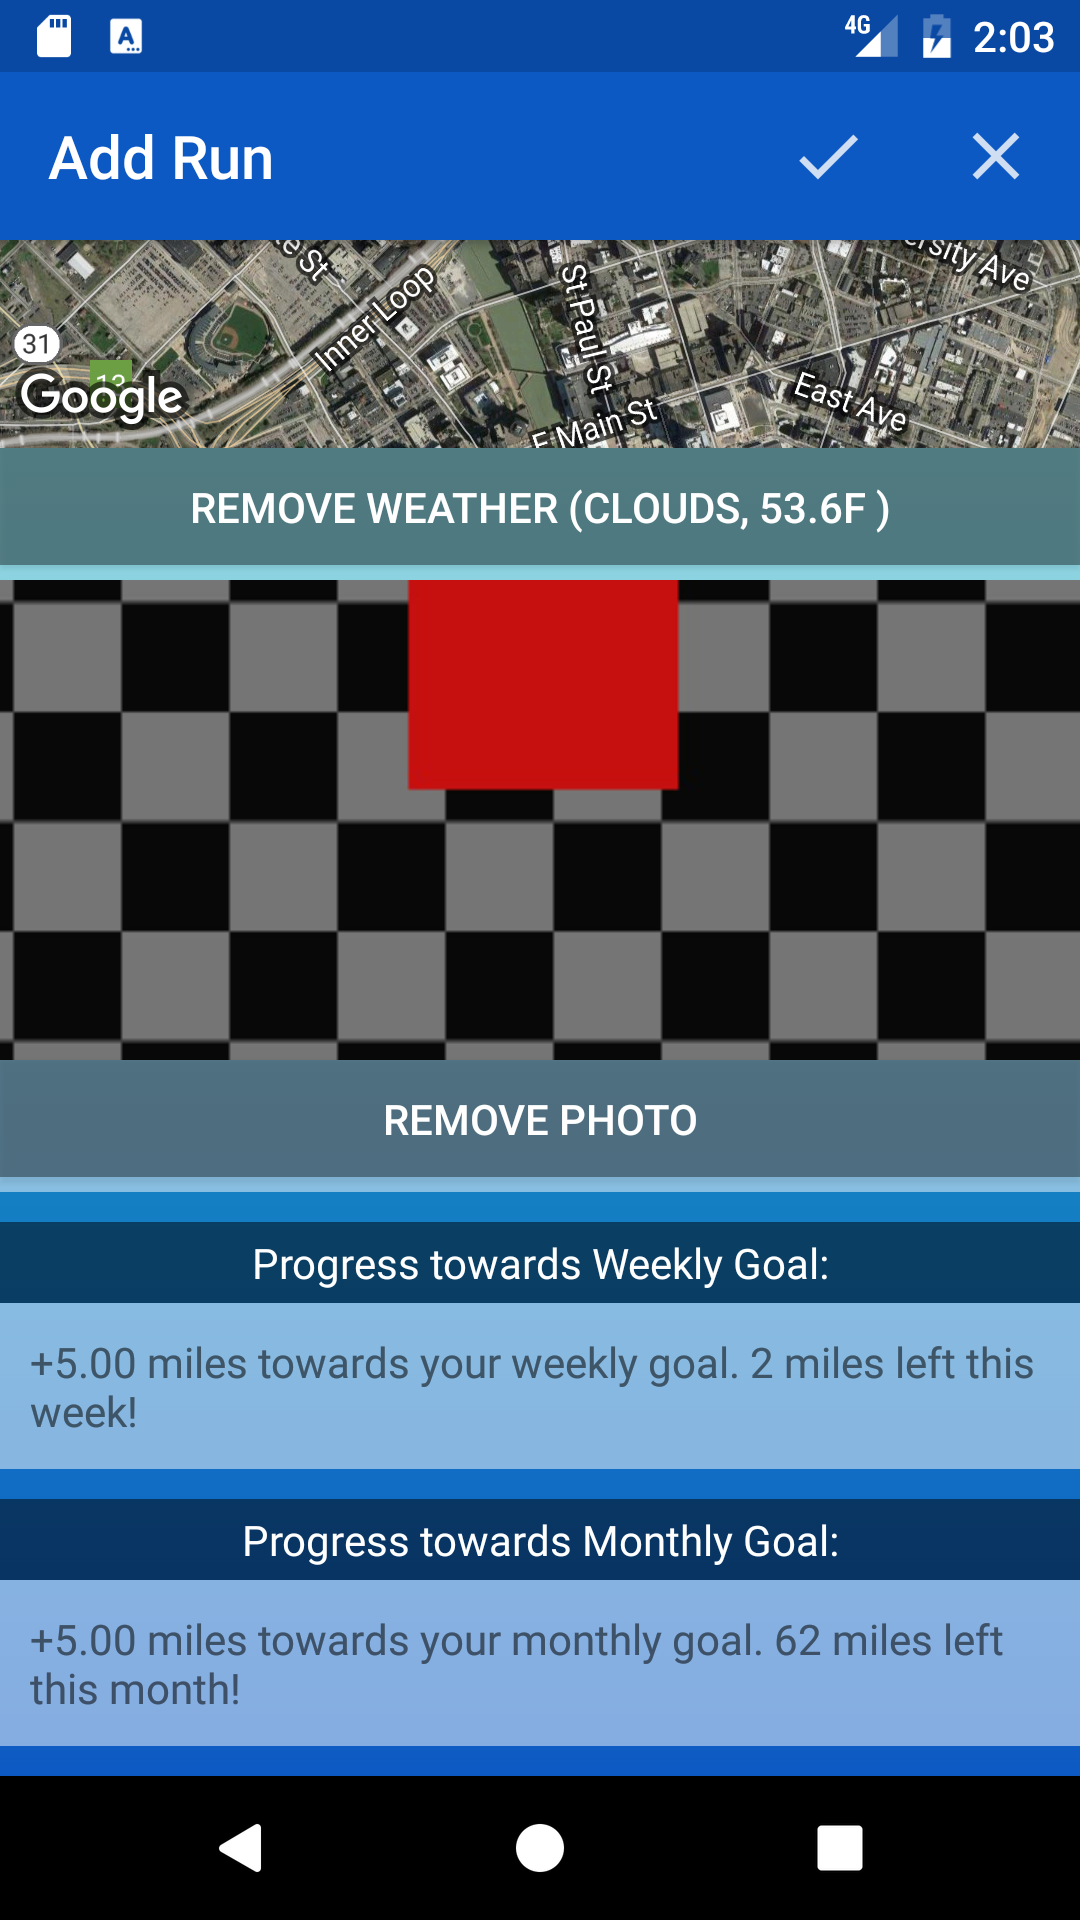 4G 2:03
Add Run
e St
Inner Loop
St Paul St
ersity Ave
31
Google
E Main St
East Ave
REMOVE WEATHER (CLOUDS, 53.6F )
REMOVE PHOTO
Progress towards Weekly Goal:
+5.00 miles towards your weekly goal. 2 miles left this
week!
Progress towards Monthly Goal:
+5.00 miles towards your monthly goal. 62 miles left
this month!